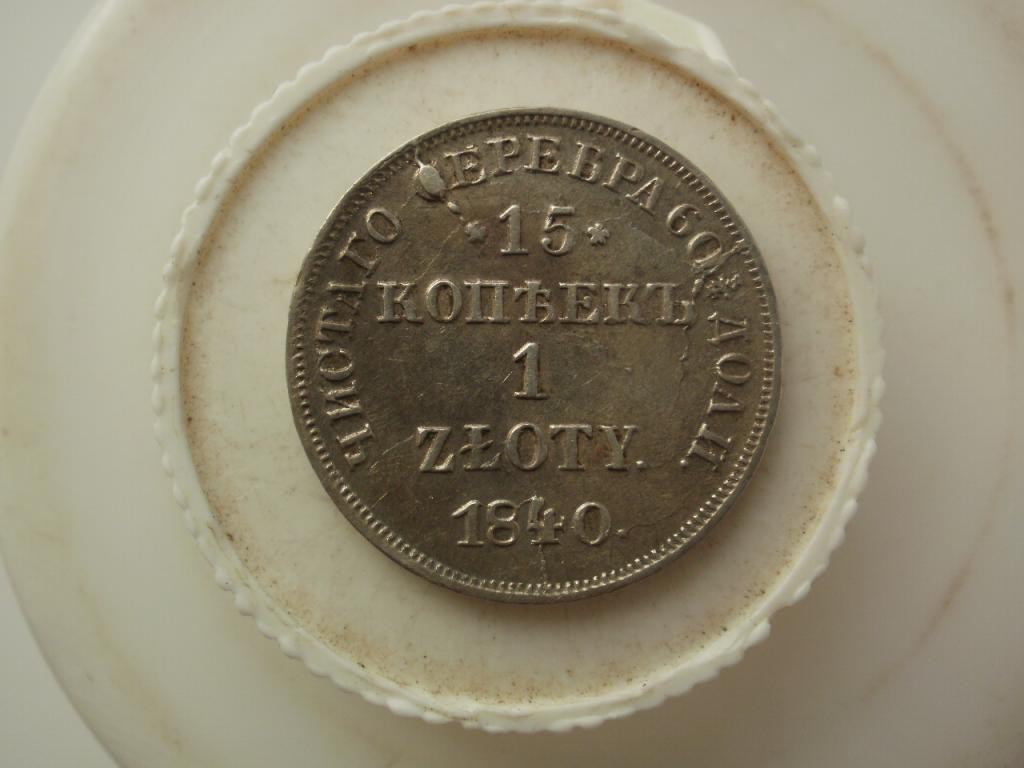 ЧИСТАГО СЕРЕБРА 60 ДОЛИ.
*15*
КОПѢЕКЪ
1
ZŁOTY.
1840.